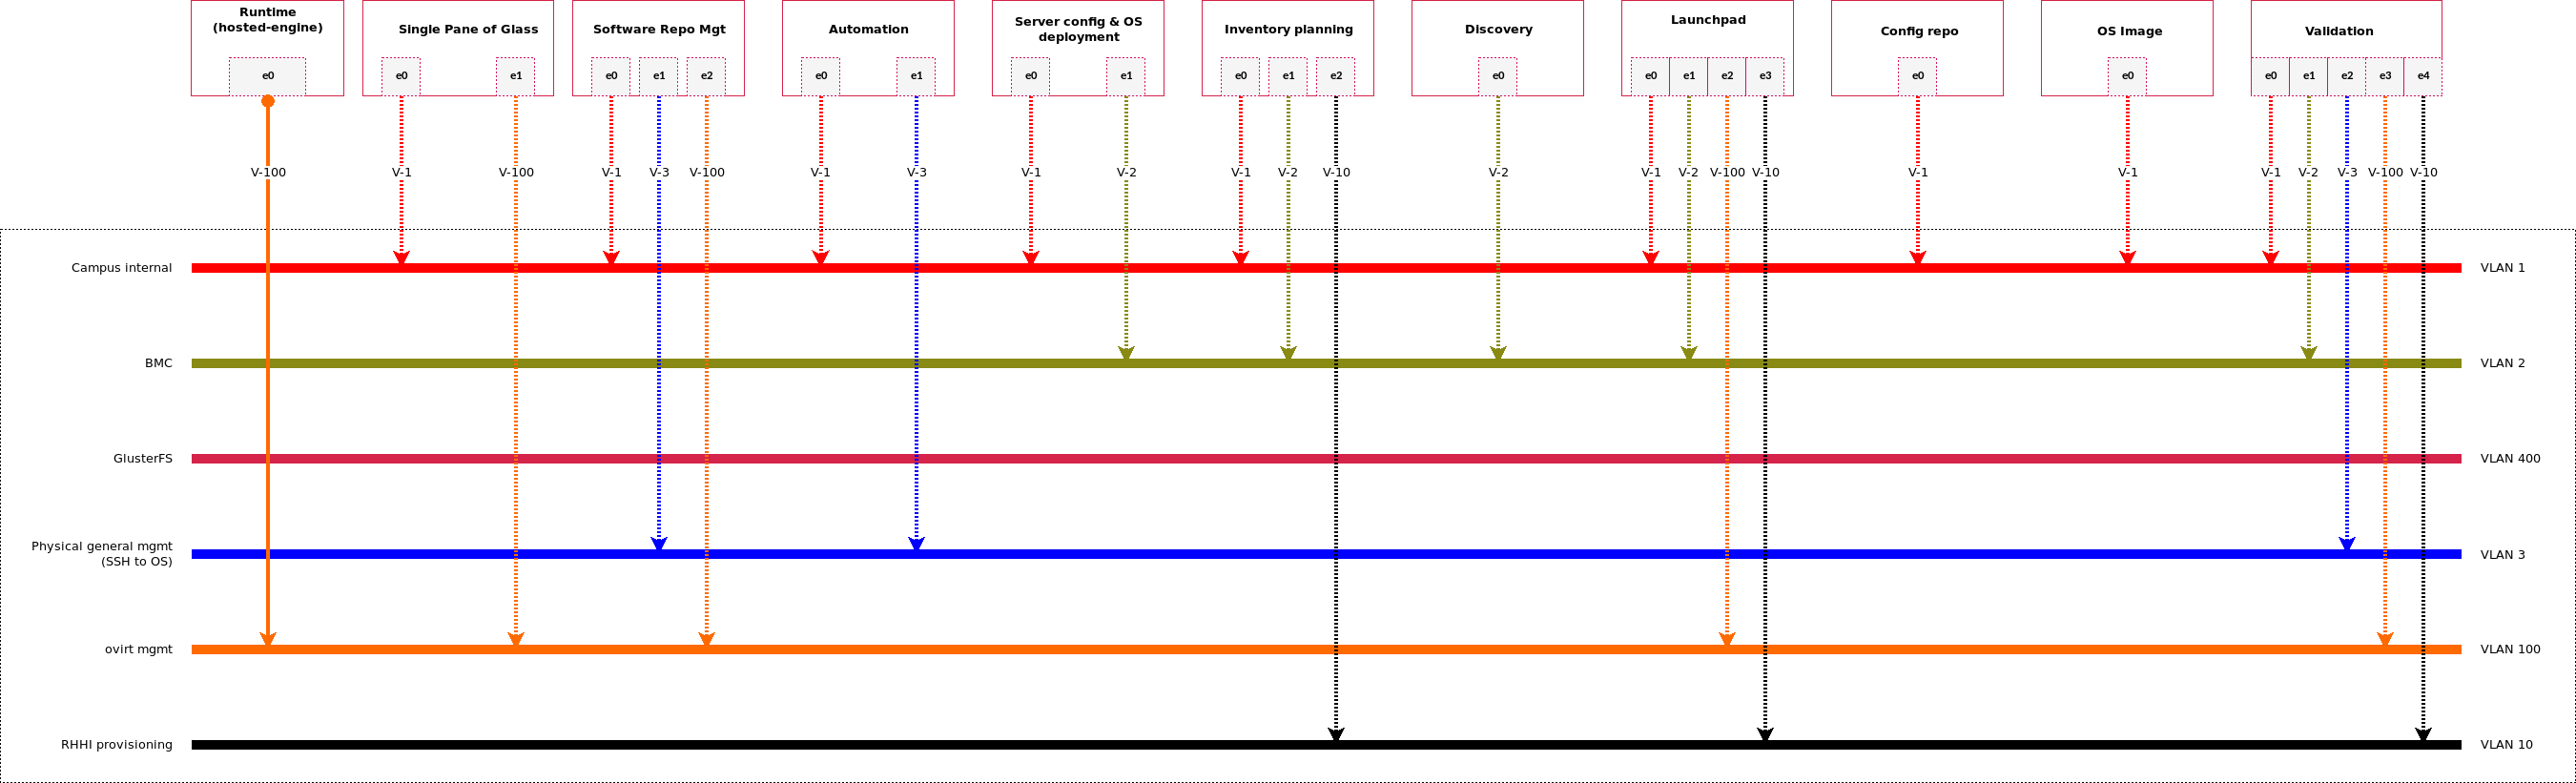 Runtime
(hosted-engine)
e0
Single Pane of Glass
e0 e1
Software Repo Mgt
e0 e1 e2
Automation
e0 e1
Server config & OS
deployment
e0 e1
Inventory planning
e0 e1 e2
Discovery
e0
Launchpad
e0 e1 e2 e3
Config repo
e0
OS Image
e0
Validation
e0 e1 e2 e3 e4
V-100 V-1 V-100 V-1 V-3 V-100 V-1 V-3 V-1 V-2 V-1 V-2 V-10 V-2 V-1 V-2 V-100 V-10 V-1 V-1 V-1 V-2 V-3 V-100 V-10
Campus internal VLAN 1
BMC VLAN 2
GlusterFS VLAN 400
Physical general mgmt
(SSH to OS) VLAN 3
ovirt mgmt VLAN 100
RHHI provisioning VLAN 10